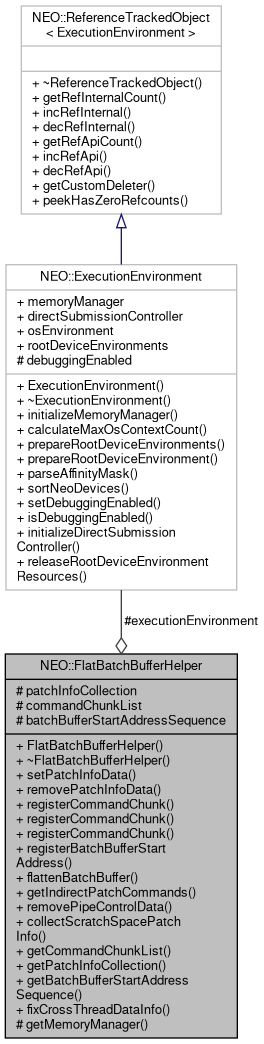 NEO::ReferenceTrackedObject
< ExecutionEnvironment >
+ ~ReferenceTrackedObject()
+ getRefInternalCount()
+ incRefInternal()
+ decRefInternal()
+ getRefApiCount()
+ incRefApi()
+ decRefApi()
+ getCustomDeleter()
+ peekHasZeroRefcounts()
NEO::ExecutionEnvironment
+ memoryManager
+ directSubmissionController
+ osEnvironment
+ rootDeviceEnvironments
# debuggingEnabled
+ ExecutionEnvironment()
+ ~ExecutionEnvironment()
+ initializeMemoryManager()
+ calculateMaxOsContextCount()
+ prepareRootDeviceEnvironments()
+ prepareRootDeviceEnvironment()
+ parseAffinityMask()
+ sortNeoDevices()
+ setDebuggingEnabled()
+ isDebuggingEnabled()
+ initializeDirectSubmission
Controller()
+ releaseRootDeviceEnvironment
Resources()
#executionEnvironment
NEO::FlatBatchBufferHelper
# patchInfoCollection
# commandChunkList
# batchBufferStartAddressSequence
+ FlatBatchBufferHelper()
+ ~FlatBatchBufferHelper()
+ setPatchInfoData()
+ removePatchInfoData()
+ registerCommandChunk()
+ registerCommandChunk()
+ registerCommandChunk()
+ registerBatchBufferStart
Address()
+ flattenBatchBuffer()
+ getIndirectPatchCommands()
+ removePipeControlData()
+ collectScratchSpacePatch
Info()
+ getCommandChunkList()
+ getPatchInfoCollection()
+ getBatchBufferStartAddress
Sequence()
+ fixCrossThreadDataInfo()
# getMemoryManager()